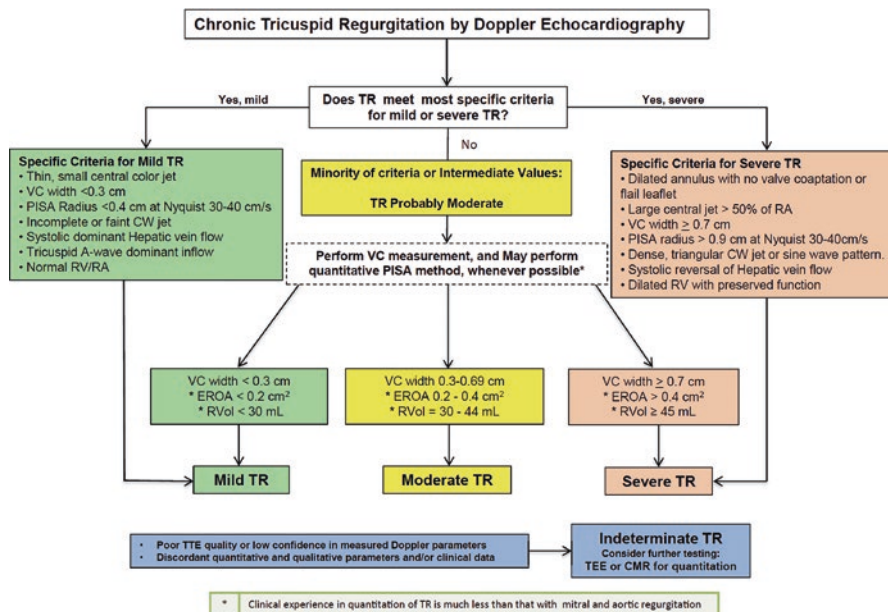 Chronic Tricuspid Regurgitation by Doppler Echocardiography
Yes, mild
Does TR meet most specific criteria
for mild or severe TR?
Yes, severe
No
Specific Criteria for Mild TR
• Thin, small central color jet
• VC width <0.3 cm
• PISA Radius <0.4 cm at Nyquist 30-40 cm/s
• Incomplete or faint CW jet
• Systolic dominant Hepatic vein flow
• Tricuspid A-wave dominant inflow
• Normal RV/RA
Minority of criteria or Intermediate Values:
TR Probably Moderate
Specific Criteria for Severe TR
• Dilated annulus with no valve coaptation or
flail leaflet
• Large central jet > 50% of RA
• VC width ≥ 0.7 cm
• PISA radius > 0.9 cm at Nyquist 30-40cm/s
• Dense, triangular CW jet or sine wave pattern.
• Systolic reversal of Hepatic vein flow
• Dilated RV with preserved function
Perform VC measurement, and May perform
quantitative PISA method, whenever possible*
VC width < 0.3 cm
* EROA < 0.2 cm²
* RVol < 30 mL
VC width 0.3-0.69 cm
* EROA 0.2 - 0.4 cm²
* RVol = 30 - 44 mL
VC width ≥ 0.7 cm
* EROA > 0.4 cm²
* RVol ≥ 45 mL
Mild TR
Moderate TR
Severe TR
• Poor TTE quality or low confidence in measured Doppler parameters
• Discordant quantitative and qualitative parameters and/or clinical data
Indeterminate TR
Consider further testing:
TEE or CMR for quantitation
* Clinical experience in quantitation of TR is much less than that with mitral and aortic regurgitation